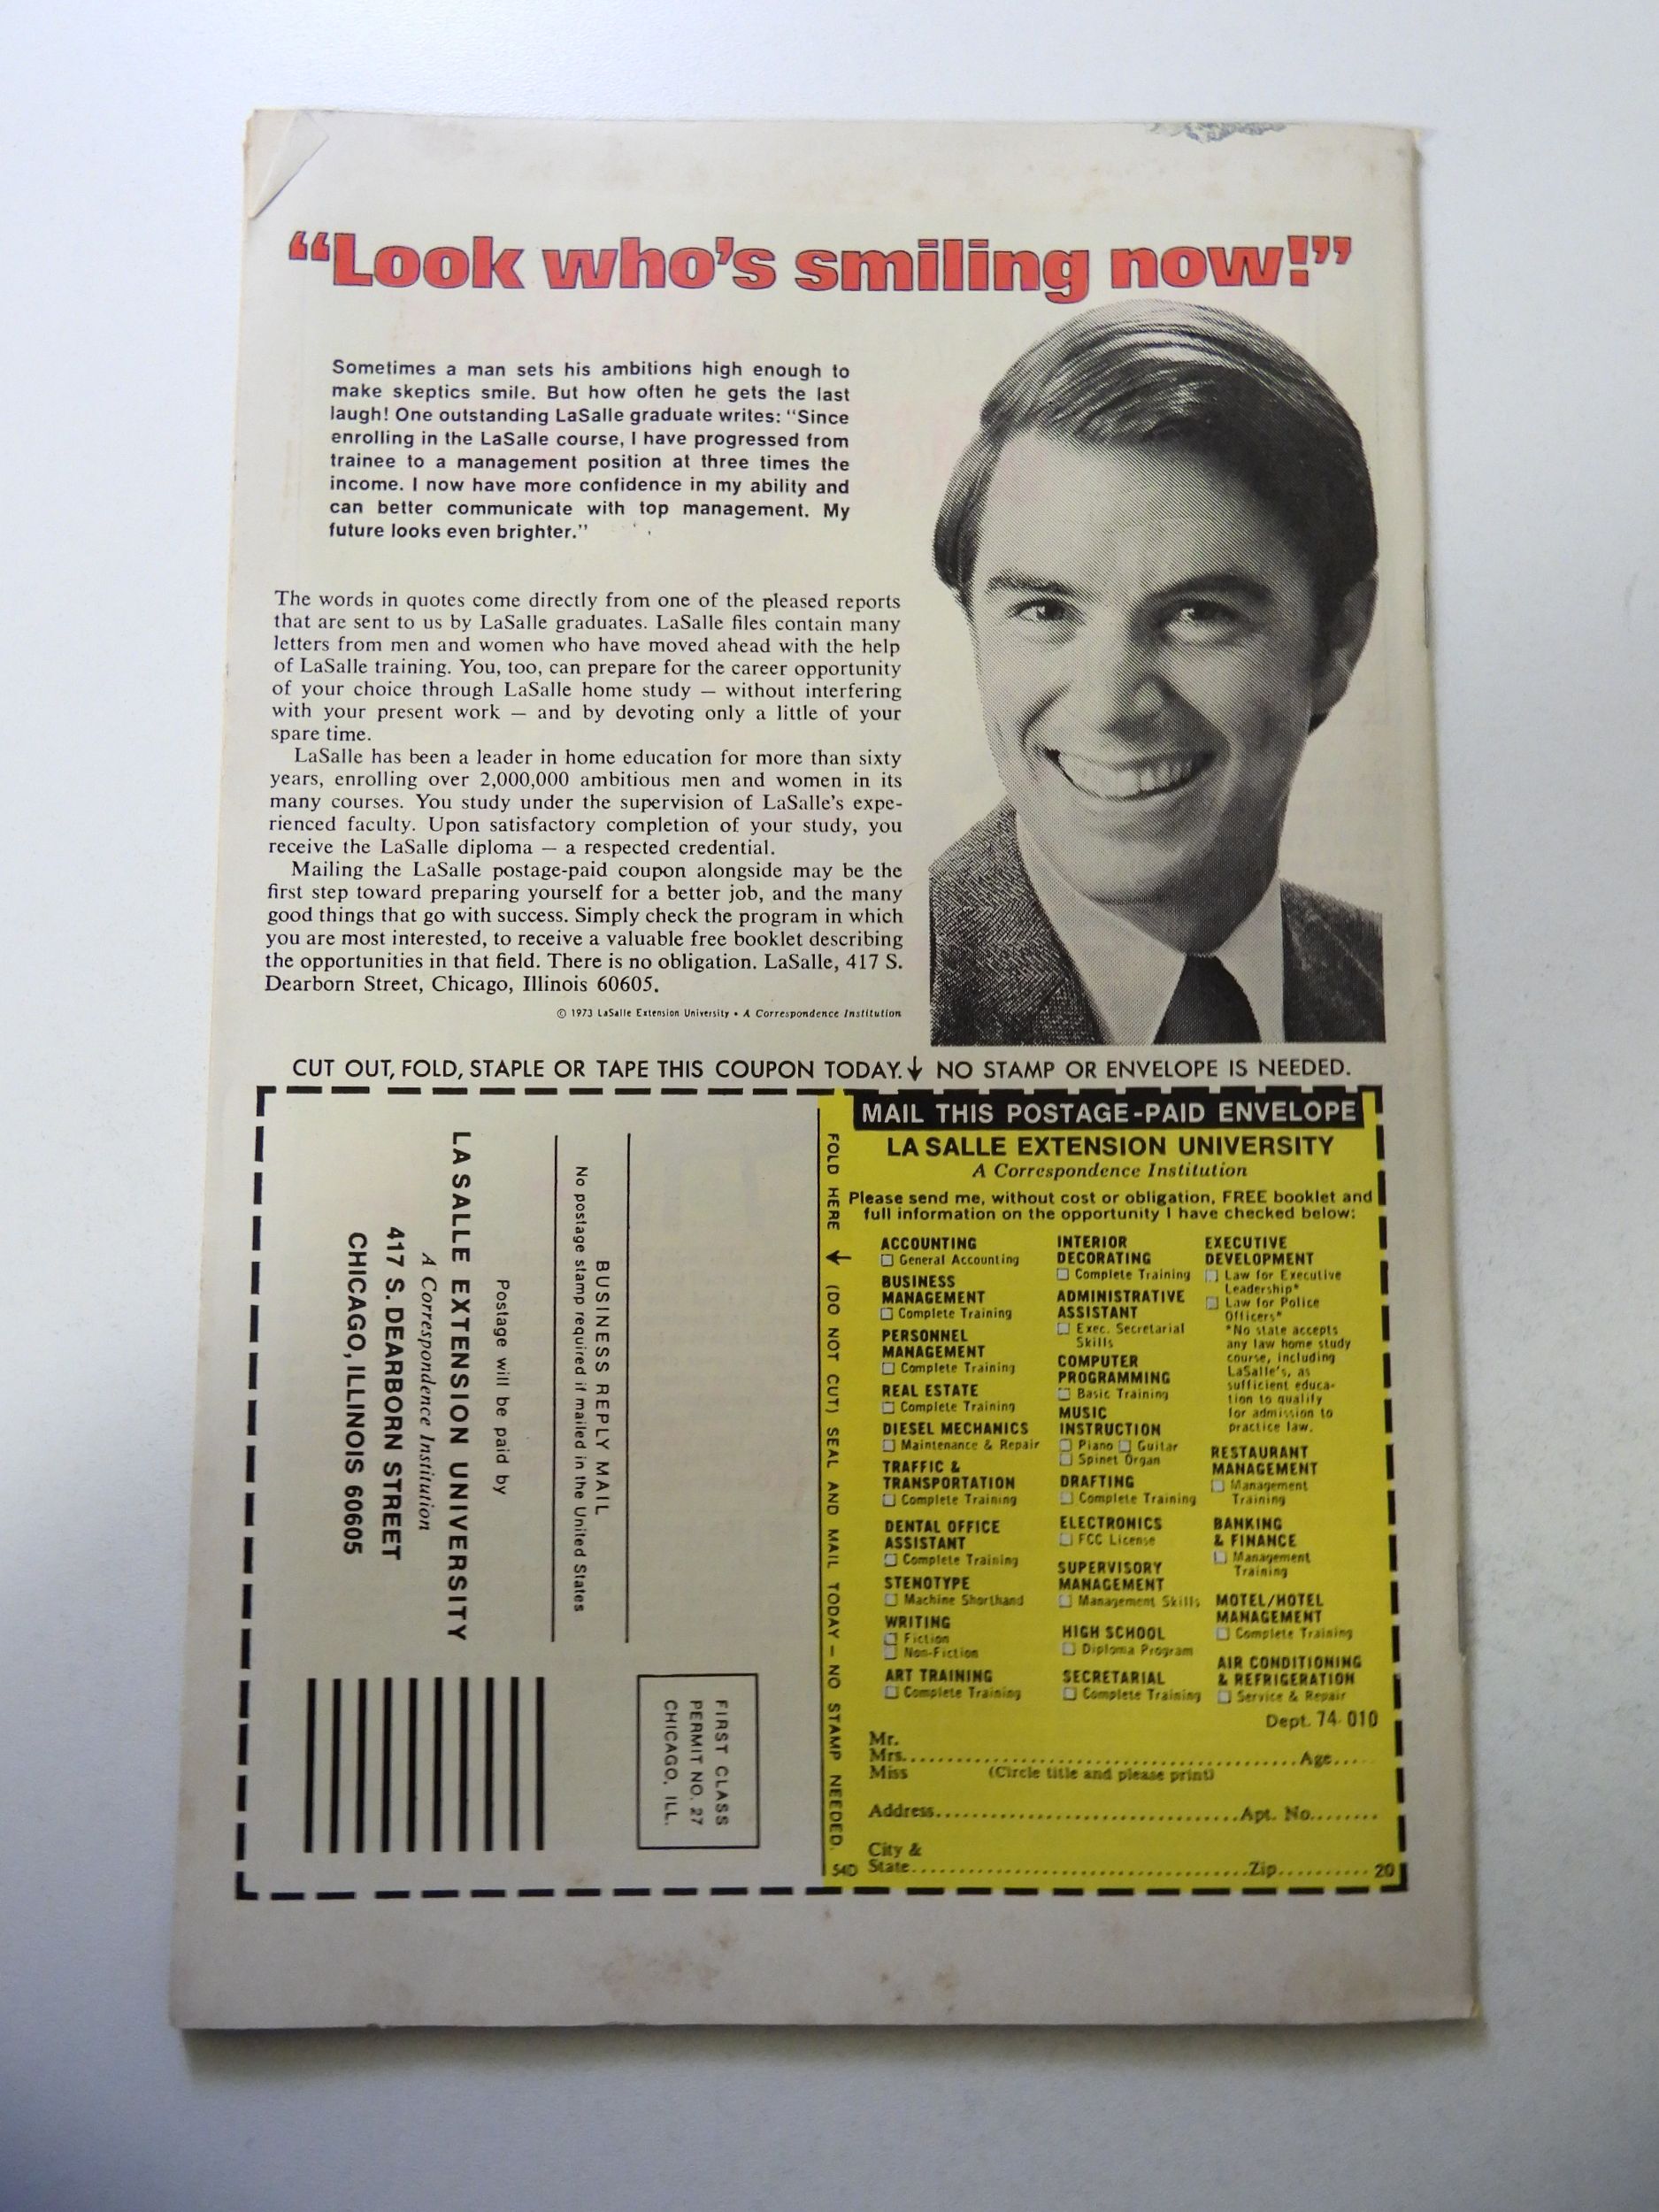 “Look who’s smiling now!”
Sometimes a man sets his ambitions high enough to
make skeptics smile. But how often he gets the last
laugh! One outstanding LaSalle graduate writes: “Since
enrolling in the LaSalle course, I have progressed from
trainee to a management position at three times the
income. I now have more confidence in my ability and
can better communicate with top management. My
future looks even brighter.”
The words in quotes come directly from one of the pleased reports
that are sent to us by LaSalle graduates. LaSalle files contain many
letters from men and women who have moved ahead with the help
of LaSalle training. You, too, can prepare for the career opportunity
of your choice through LaSalle home study — without interfering
with your present work — and by devoting only a little of your
spare time.
LaSalle has been a leader in home education for more than sixty
years, enrolling over 2,000,000 ambitious men and women in its
many courses. You study under the supervision of LaSalle's expe-
rienced faculty. Upon satisfactory completion of your study, you
receive the LaSalle diploma — a respected credential.
Mailing the LaSalle postage-paid coupon alongside may be the
first step toward preparing yourself for a better job, and the many
good things that go with success. Simply check the program in which
you are most interested, to receive a valuable free booklet describing
the opportunities in that field. There is no obligation. LaSalle, 417 S.
Dearborn Street, Chicago, Illinois 60605.
© 1973 LaSalle Extension University • A Correspondence Institution
CUT OUT, FOLD, STAPLE OR TAPE THIS COUPON TODAY.↓ NO STAMP OR ENVELOPE IS NEEDED.
FIRST CLASS
PERMIT NO. 27
CHICAGO, ILL.
BUSINESS REPLY MAIL
No postage stamp required if mailed in the United States
Postage will be paid by
LA SALLE EXTENSION UNIVERSITY
A Correspondence Institution
417 S. DEARBORN STREET
CHICAGO, ILLINOIS 60605
FOLD HERE ↓ (DO NOT CUT) SEAL AND MAIL TODAY — NO STAMP NEEDED.
54D
MAIL THIS POSTAGE-PAID ENVELOPE
LA SALLE EXTENSION UNIVERSITY
A Correspondence Institution
Please send me, without cost or obligation, FREE booklet and
full information on the opportunity I have checked below:
ACCOUNTING
☐ General Accounting
BUSINESS
MANAGEMENT
☐ Complete Training
PERSONNEL
MANAGEMENT
☐ Complete Training
REAL ESTATE
☐ Complete Training
DIESEL MECHANICS
☐ Maintenance & Repair
TRAFFIC &
TRANSPORTATION
☐ Complete Training
DENTAL OFFICE
ASSISTANT
☐ Complete Training
STENOTYPE
☐ Machine Shorthand
WRITING
☐ Fiction
☐ Non-Fiction
ART TRAINING
☐ Complete Training
INTERIOR
DECORATING
☐ Complete Training
ADMINISTRATIVE
ASSISTANT
☐ Exec. Secretarial
Skills
COMPUTER
PROGRAMMING
☐ Basic Training
MUSIC
INSTRUCTION
☐ Piano ☐ Guitar
☐ Spinet Organ
DRAFTING
☐ Complete Training
ELECTRONICS
☐ FCC License
SUPERVISORY
MANAGEMENT
☐ Management Skills
HIGH SCHOOL
☐ Diploma Program
SECRETARIAL
☐ Complete Training
EXECUTIVE
DEVELOPMENT
☐ Law for Executive
Leadership*
☐ Law for Police
Officers*
*No state accepts
any law home study
course, including
LaSalle's, as
sufficient educa-
tion to qualify
for admission to
practice law.
RESTAURANT
MANAGEMENT
☐ Management
Training
BANKING
& FINANCE
☐ Management
Training
MOTEL/HOTEL
MANAGEMENT
☐ Complete Training
AIR CONDITIONING
& REFRIGERATION
☐ Service & Repair
Dept. 74-010
Mr.
Mrs. Age
Miss (Circle title and please print)
Address Apt. No.
City &
State Zip 20